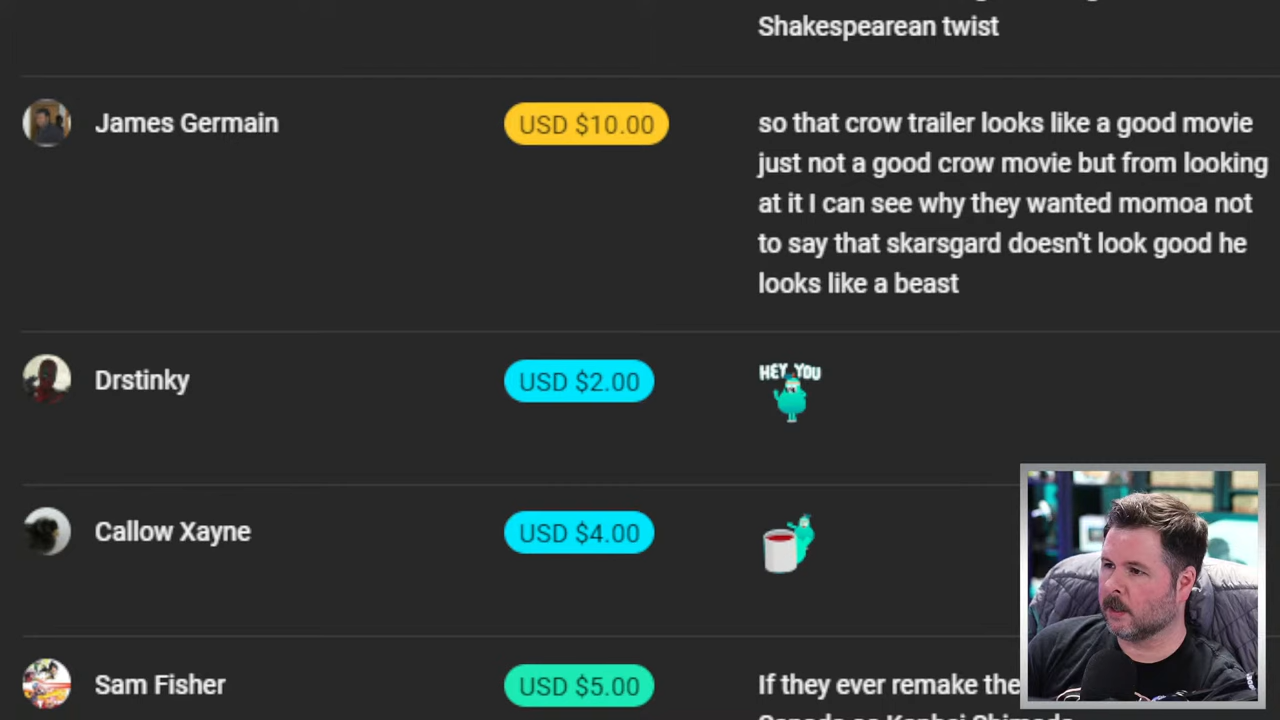 Shakespearean twist
James Germain
USD $10.00
so that crow trailer looks like a good movie
just not a good crow movie but from looking
at it I can see why they wanted momoa not
to say that skarsgard doesn't look good he
looks like a beast
Drstinky
USD $2.00
HEY YOU
Callow Xayne
USD $4.00
Sam Fisher
USD $5.00
If they ever remake the